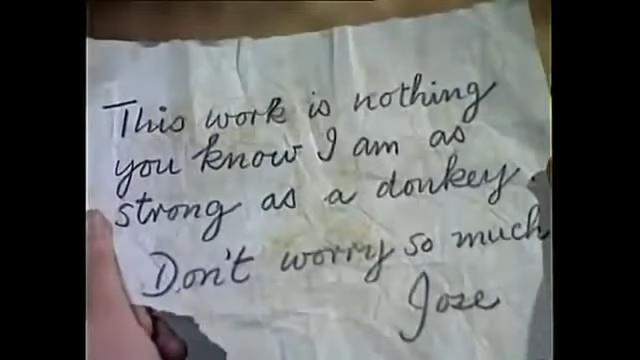 This work is nothing
you know I am as
strong as a donkey.
Don't worry so much
Jose